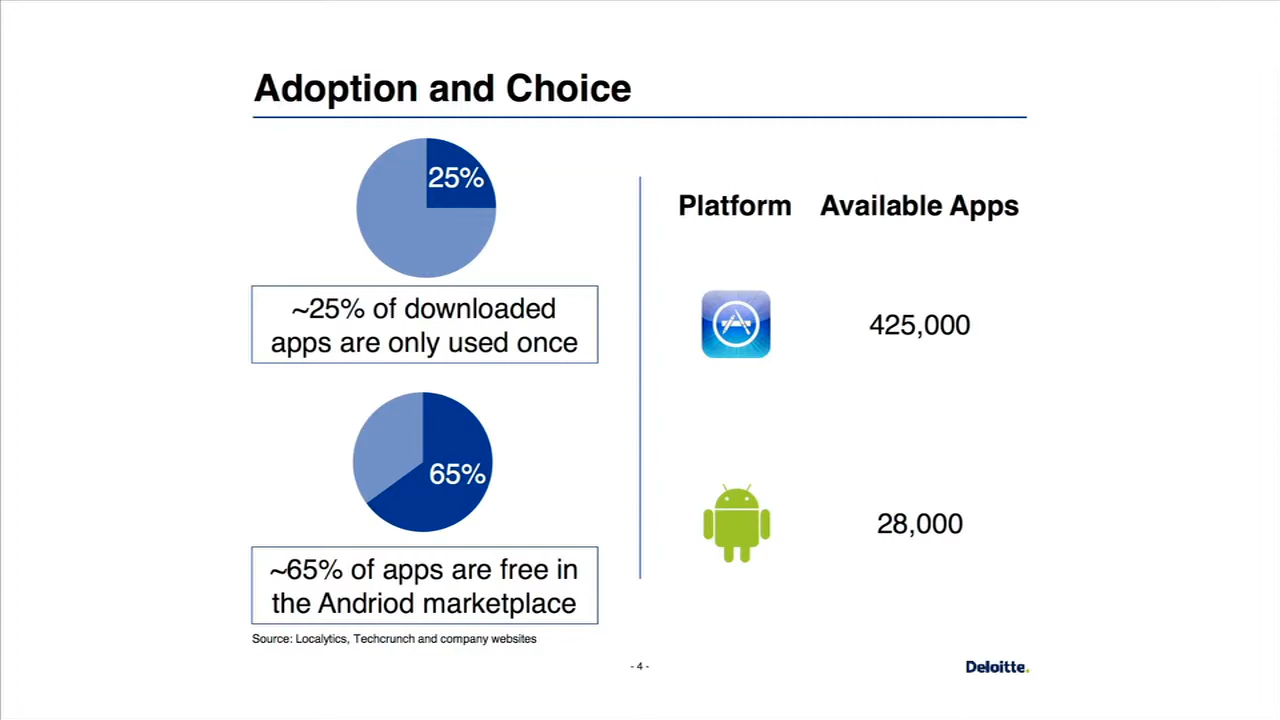 Adoption and Choice
25%
~25% of downloaded
apps are only used once
65%
~65% of apps are free in
the Andriod marketplace
Source: Localytics, Techcrunch and company websites
Platform Available Apps
425,000
28,000
- 4 -
Deloitte.